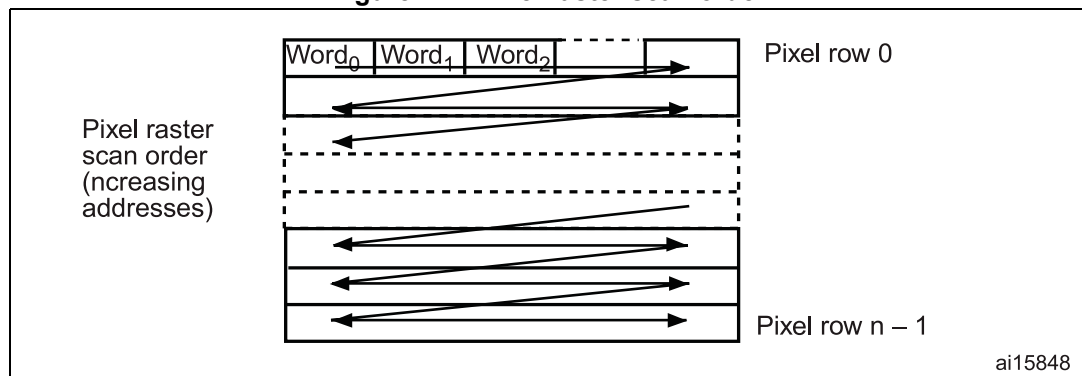 Word0 Word1 Word2
Pixel row 0
Pixel raster
scan order
(ncreasing
addresses)
Pixel row n – 1
ai15848